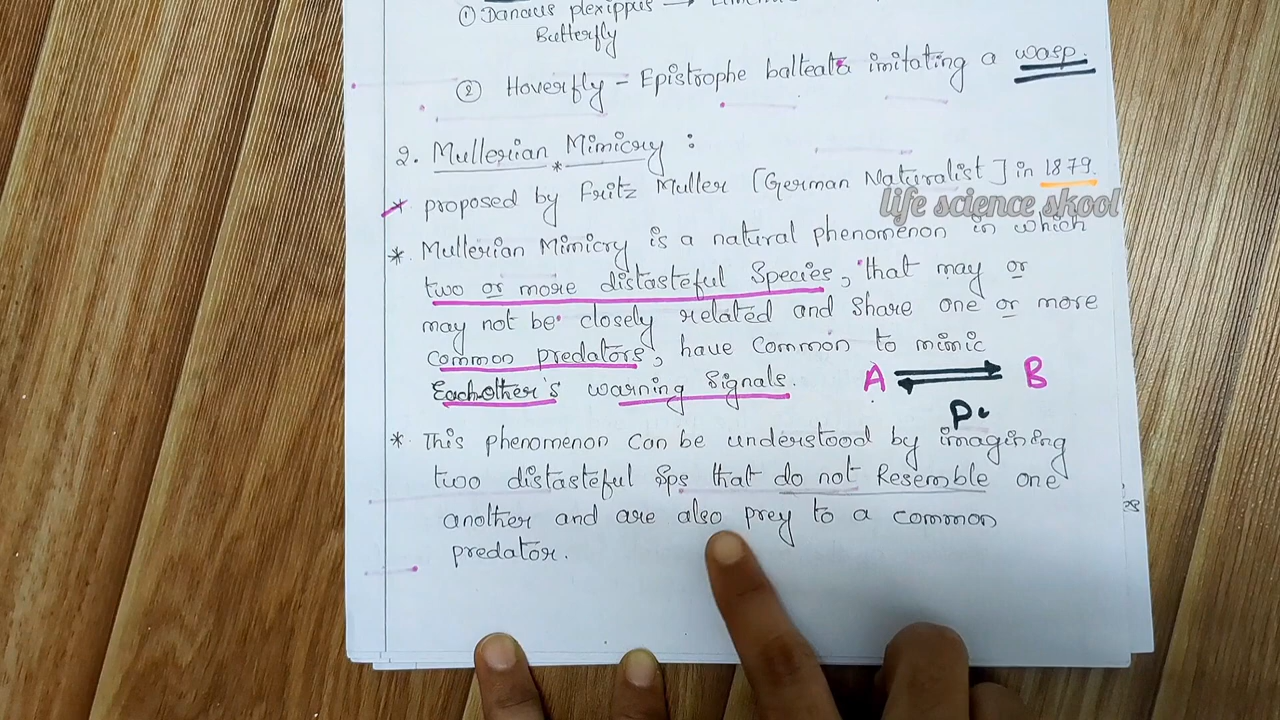 ① Danaus plexippus →
Butterfly
② Hoverfly - Epistrophe balteata imitating a wasp.
2. Mullerian Mimicry :
* proposed by Fritz Muller [German Naturalist] in 1879.
life science skool
* Mullerian Mimicry is a natural phenomenon in which
two or more distasteful Species, that may or
may not be closely related and share one or more
common predators, have common to mimic
Eachother's warning Signals.
A B
P
* This phenomenon can be understood by imagining
two distasteful Sps that do not Resemble one
another and are also prey to a common
predator.